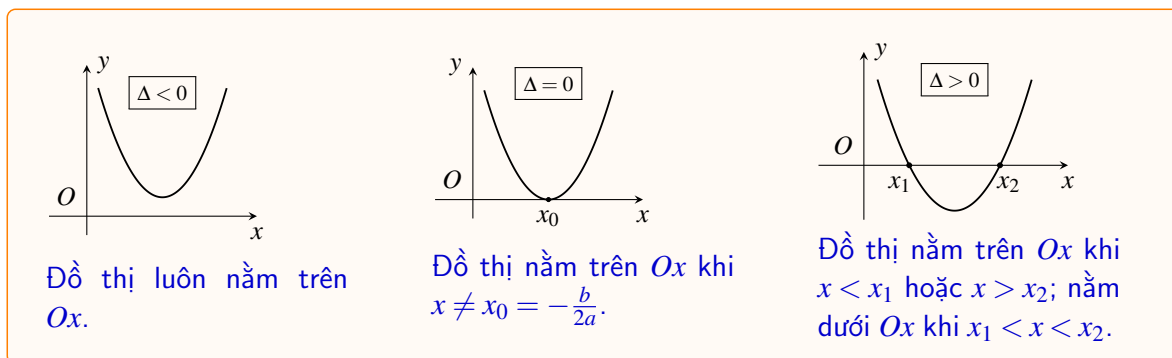 y
Δ < 0
O
x
Đồ thị luôn nằm trên
Ox.
y
Δ = 0
O
x₀
x
Đồ thị nằm trên Ox khi
x ≠ x₀ = −b/2a.
y
Δ > 0
O
x₁
x₂
x
Đồ thị nằm trên Ox khi
x < x₁ hoặc x > x₂; nằm
dưới Ox khi x₁ < x < x₂.